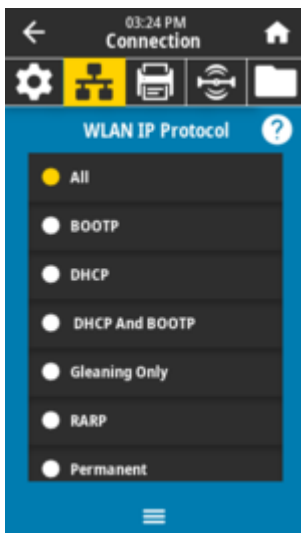 03:24 PM
Connection
WLAN IP Protocol ?
All
BOOTP
DHCP
DHCP And BOOTP
Gleaning Only
RARP
Permanent